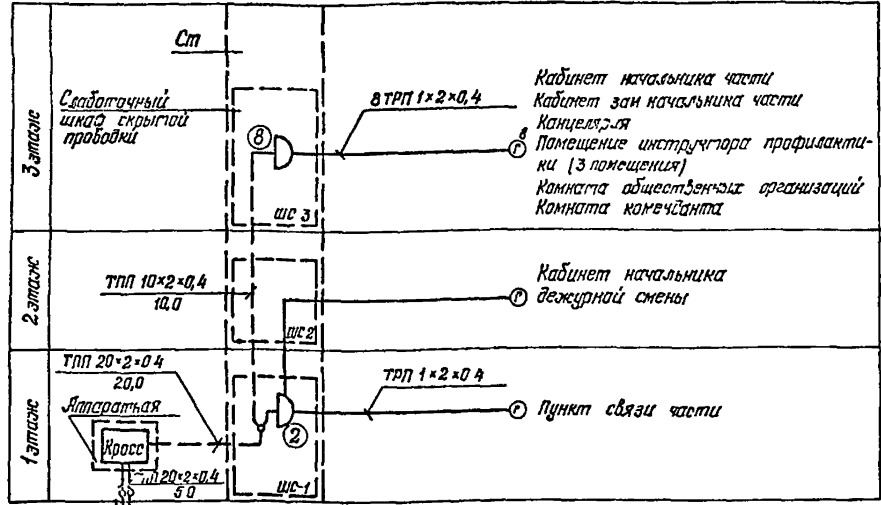 3 этаж
Ст
Слаботочный
шкаф скрытой
проводки
8
ШС 3
8 ТРП 1×2×0,4
8
Г
Кабинет начальника части
Кабинет зам начальника части
Канцелярия
Помещение инструктора профилакти-
ки (3 помещения)
Комната общественных организаций
Комната коменданта
2 этаж
ТПП 10×2×0,4
10,0
ШС 2
Г
Кабинет начальника
дежурной смены
1 этаж
ТПП 20×2×0 4
20,0
Аппаратная
Кросс
ТПП 20×2×0,4
5 0
2
ШС-1
ТРП 1×2×0 4
Г
Пункт связи части